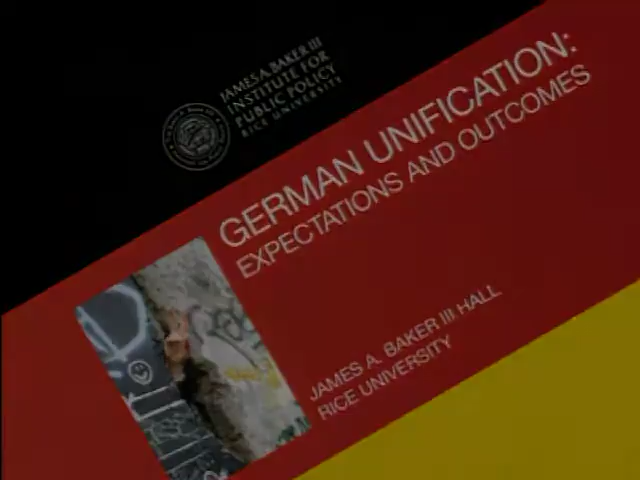 JAMES A. BAKER III
INSTITUTE FOR
PUBLIC POLICY
RICE UNIVERSITY
GERMAN UNIFICATION:
EXPECTATIONS AND OUTCOMES
JAMES A. BAKER III HALL
RICE UNIVERSITY